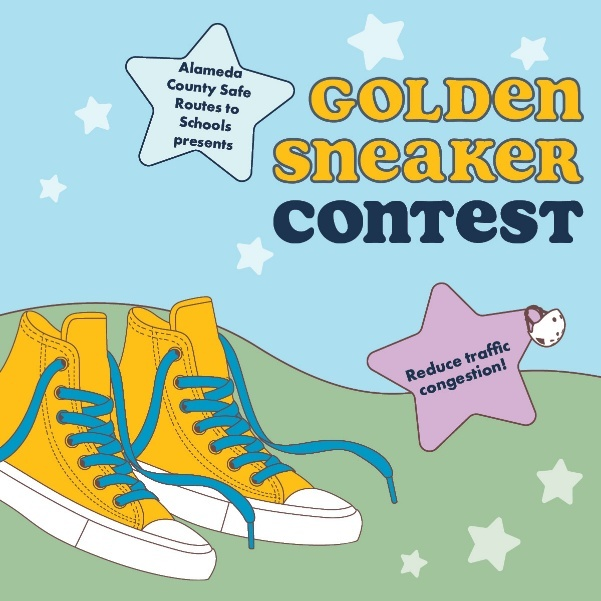 Alameda
County Safe
Routes to
Schools
presents
GOLDEN
SNEAKER
CONTEST
Reduce traffic
congestion!